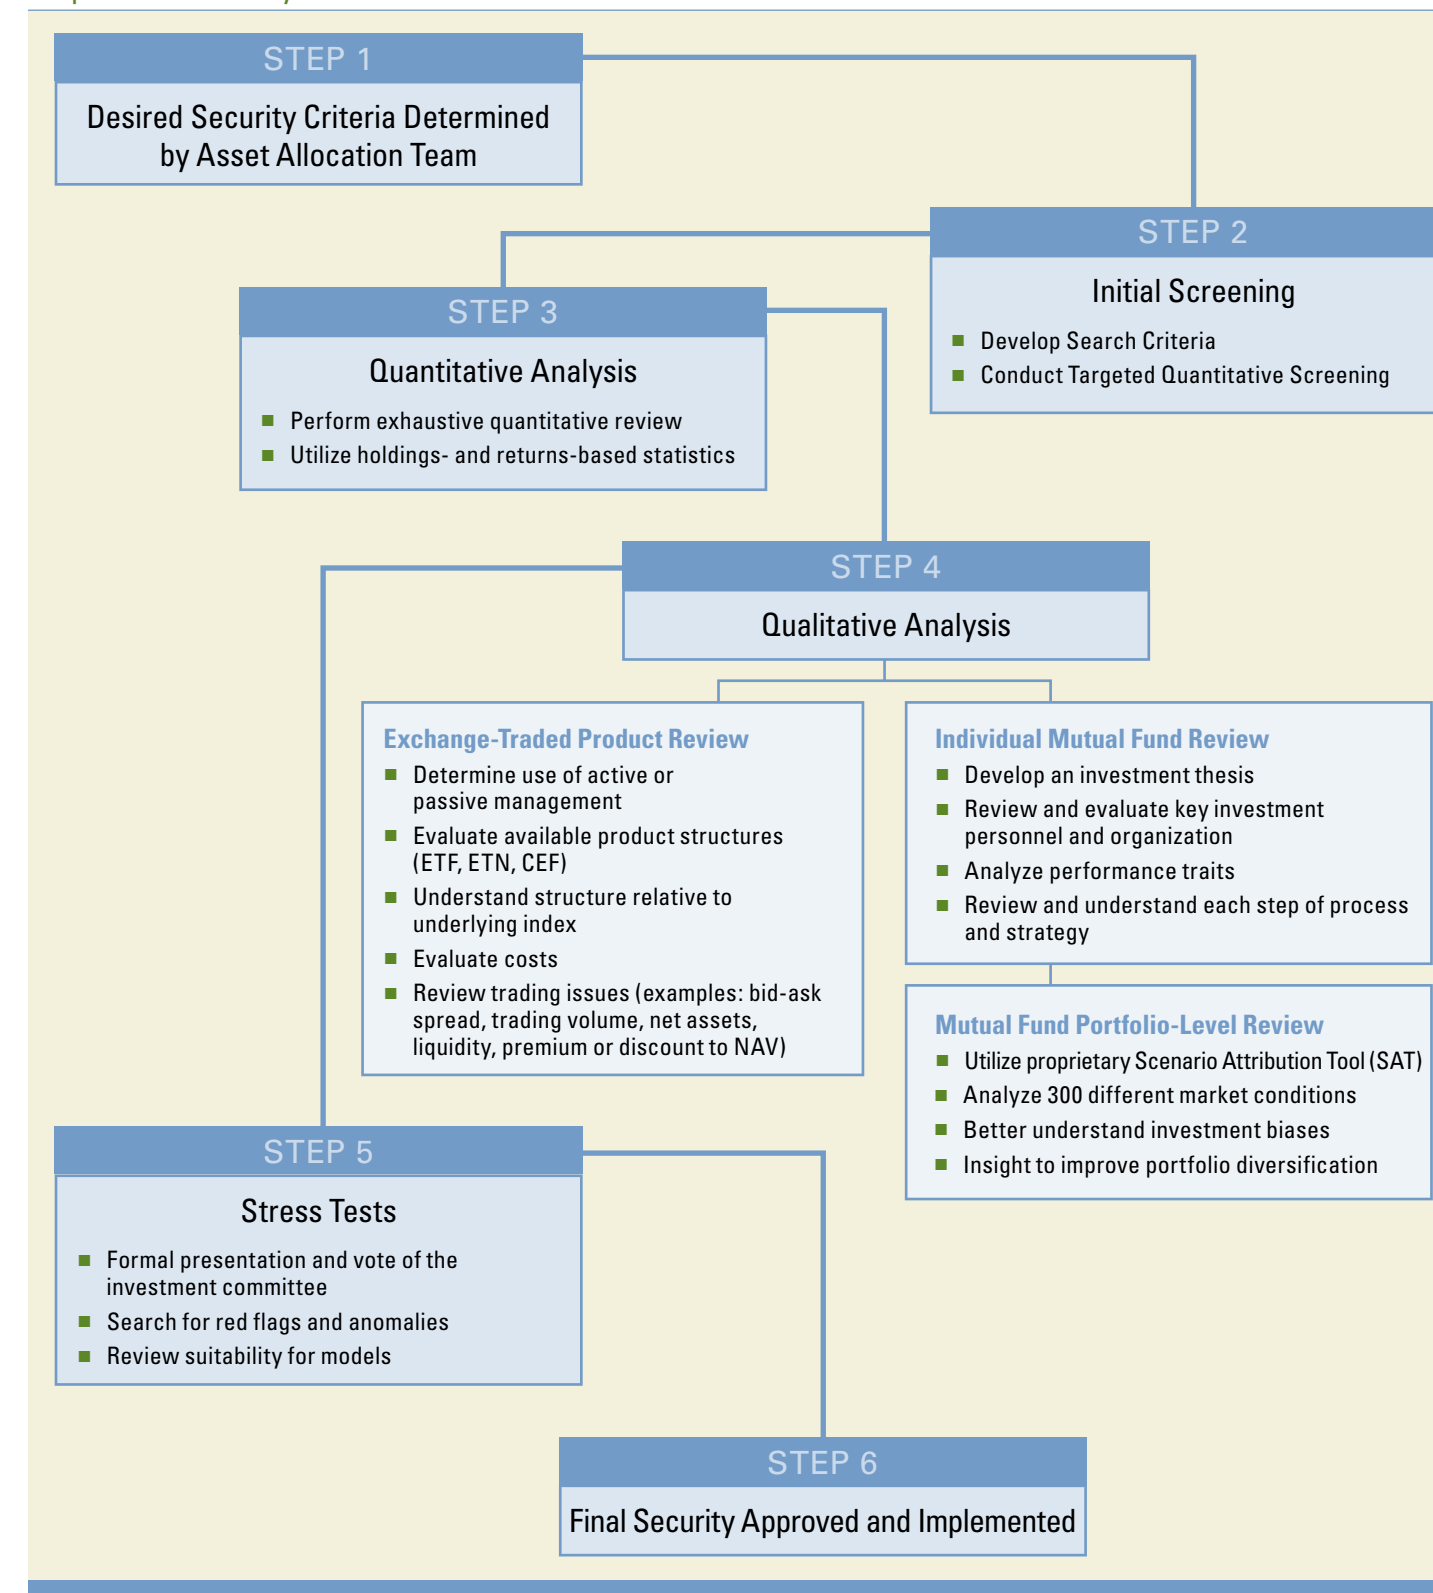 STEP 1
Desired Security Criteria Determined
by Asset Allocation Team
STEP 2
Initial Screening
■ Develop Search Criteria
■ Conduct Targeted Quantitative Screening
STEP 3
Quantitative Analysis
■ Perform exhaustive quantitative review
■ Utilize holdings- and returns-based statistics
STEP 4
Qualitative Analysis
Exchange-Traded Product Review
■ Determine use of active or
passive management
■ Evaluate available product structures
(ETF, ETN, CEF)
■ Understand structure relative to
underlying index
■ Evaluate costs
■ Review trading issues (examples: bid-ask
spread, trading volume, net assets,
liquidity, premium or discount to NAV)
Individual Mutual Fund Review
■ Develop an investment thesis
■ Review and evaluate key investment
personnel and organization
■ Analyze performance traits
■ Review and understand each step of process
and strategy
Mutual Fund Portfolio-Level Review
■ Utilize proprietary Scenario Attribution Tool (SAT)
■ Analyze 300 different market conditions
■ Better understand investment biases
■ Insight to improve portfolio diversification
STEP 5
Stress Tests
■ Formal presentation and vote of the
investment committee
■ Search for red flags and anomalies
■ Review suitability for models
STEP 6
Final Security Approved and Implemented